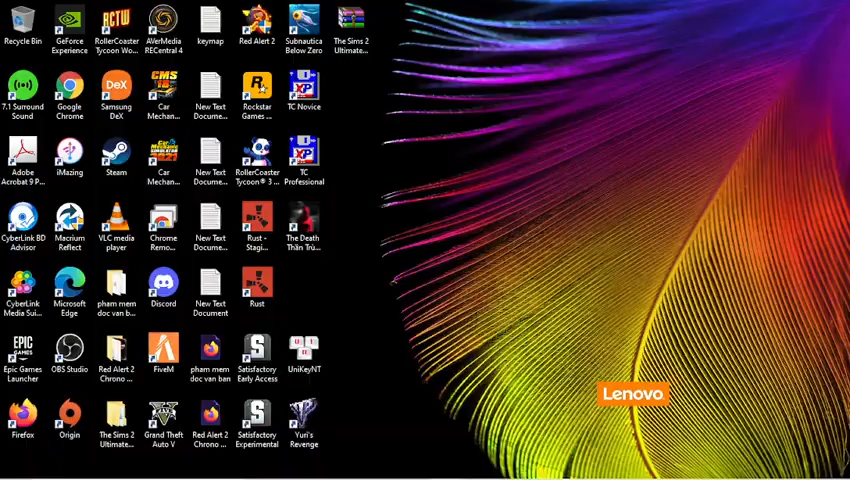 Recycle Bin
GeForce
Experience
RollerCoaster
Tycoon Wo...
AVerMedia
RECentral 4
keymap
Red Alert 2
Subnautica
Below Zero
The Sims 2
Ultimate...
7.1 Surround
Sound
Google
Chrome
Samsung
DeX
Car
Mechan...
New Text
Docume...
Rockstar
Games ...
TC Novice
Adobe
Acrobat 9 P...
iMazing
Steam
Car
Mechan...
New Text
Docume...
RollerCoaster
Tycoon® 3 ...
TC
Professional
CyberLink BD
Advisor
Macrium
Reflect
VLC media
player
Chrome
Remo...
New Text
Docume...
Rust -
Stagi...
The Death
Thần Trù...
CyberLink
Media Sui...
Microsoft
Edge
pham mem
doc van b...
Discord
New Text
Document
Rust
Epic Games
Launcher
OBS Studio
Red Alert 2
Chrono ...
FiveM
pham mem
doc van ban
Satisfactory
Early Access
UniKeyNT
Lenovo
Firefox
Origin
The Sims 2
Ultimate...
Grand Theft
Auto V
Red Alert 2
Chrono ...
Satisfactory
Experimental
Yuri's
Revenge